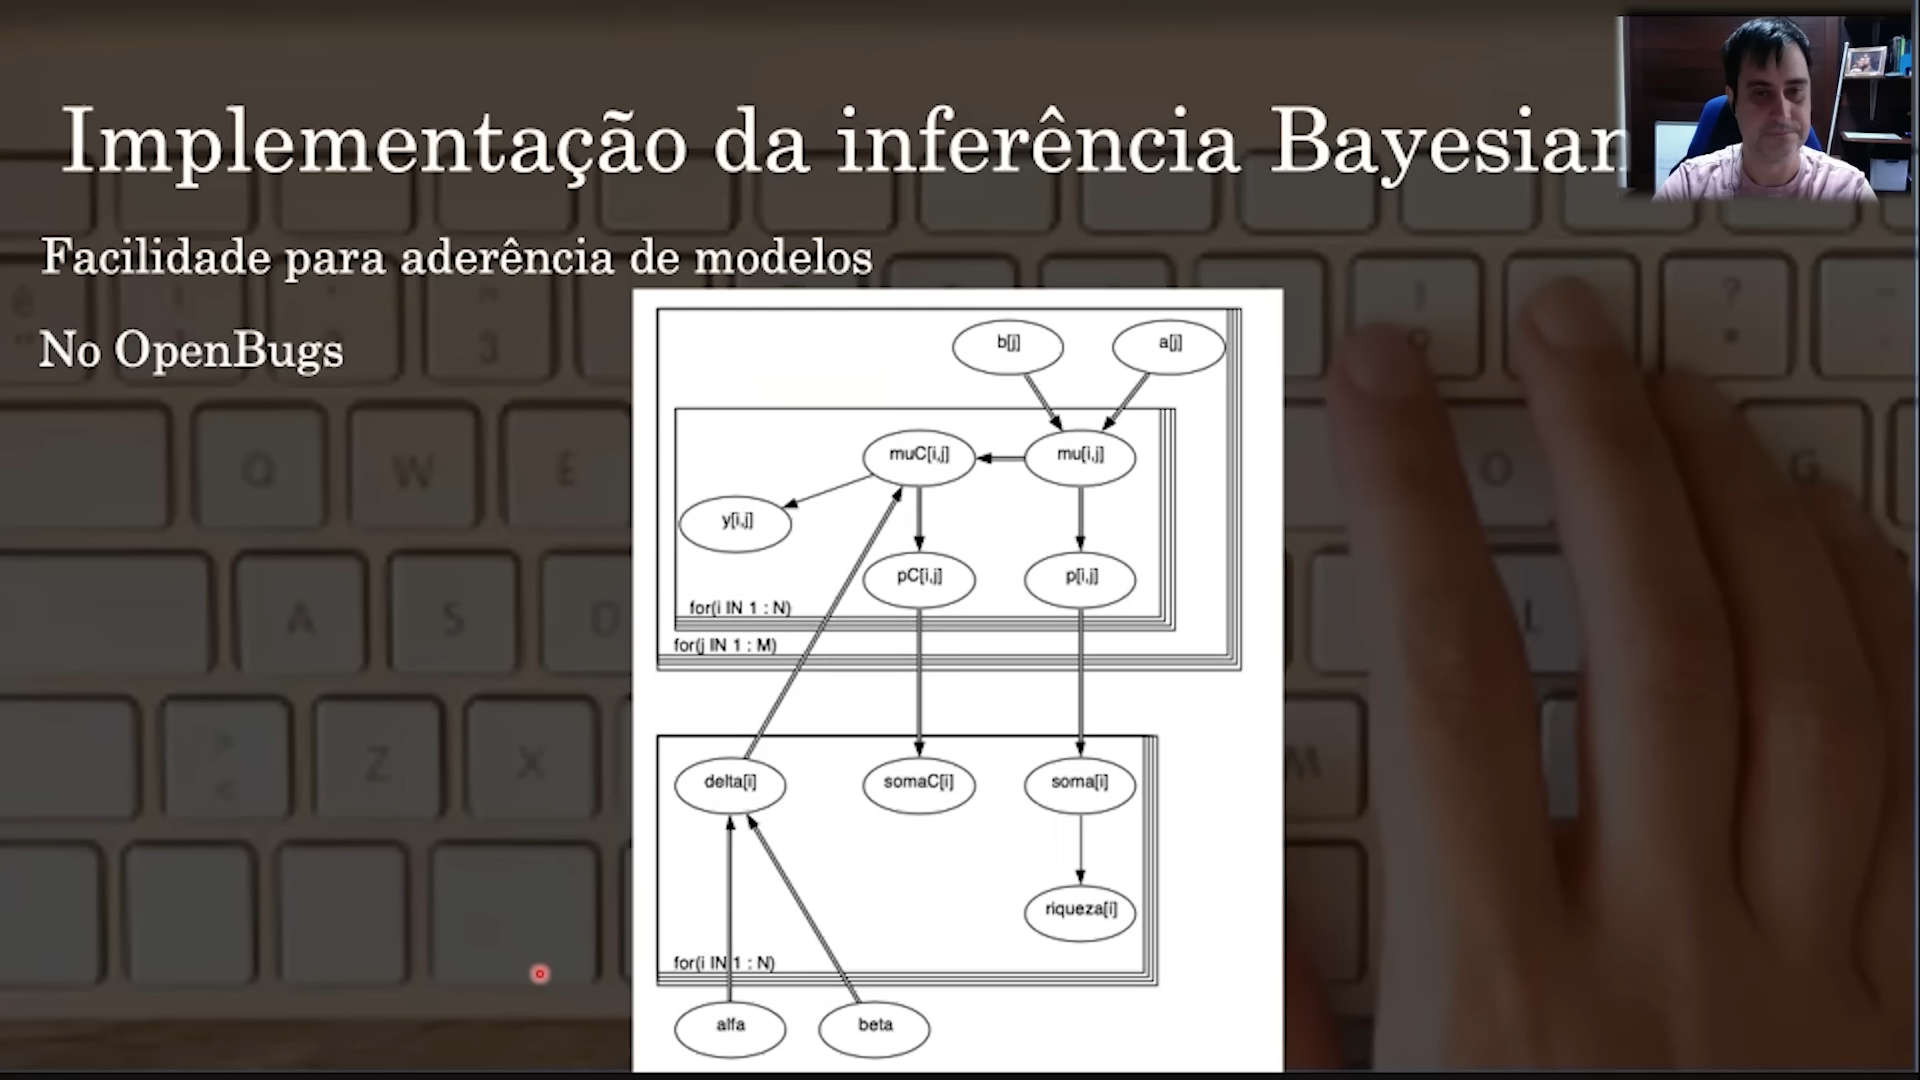 Implementação da inferência Bayesian
Facilidade para aderência de modelos
No OpenBugs
b[j]
a[j]
muC[i,j]
mu[i,j]
y[i,j]
pC[i,j]
p[i,j]
for(i IN 1 : N)
for(j IN 1 : M)
delta[i]
somaC[i]
soma[i]
riqueza[i]
for(i IN 1 : N)
alfa
beta
Q
W
E
3
O
G
A
S
D
L
Z
X
M
?